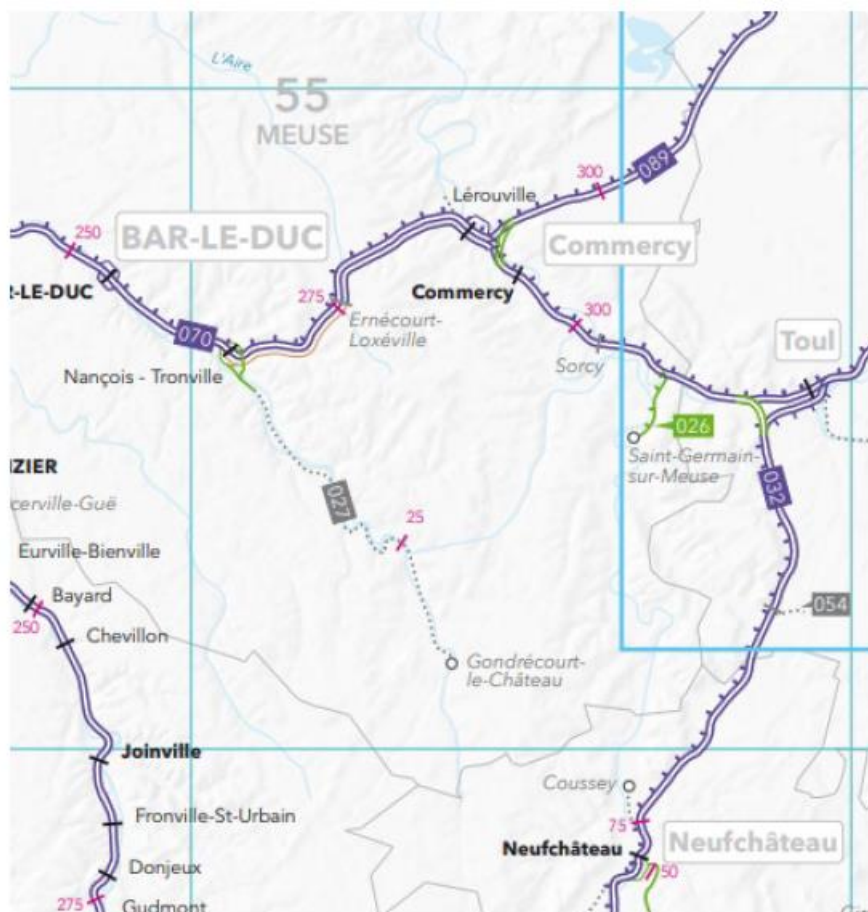 L'Aire
55
MEUSE
089
300
Lérouville
250
BAR-LE-DUC
Commercy
R-LE-DUC
275
Commercy
300
Ernécourt-
Loxéville
070
Toul
Sorcy
Nançois - Tronville
026
Saint-Germain-
sur-Meuse
IZIER
032
027
cerville-Guë
25
Eurville-Bienville
Bayard
054
250
Chevillon
Gondrécourt-
le-Château
Joinville
Coussey
Fronville-St-Urbain
75
Neufchâteau
Neufchâteau
Donjeux
50
275
Gudmont